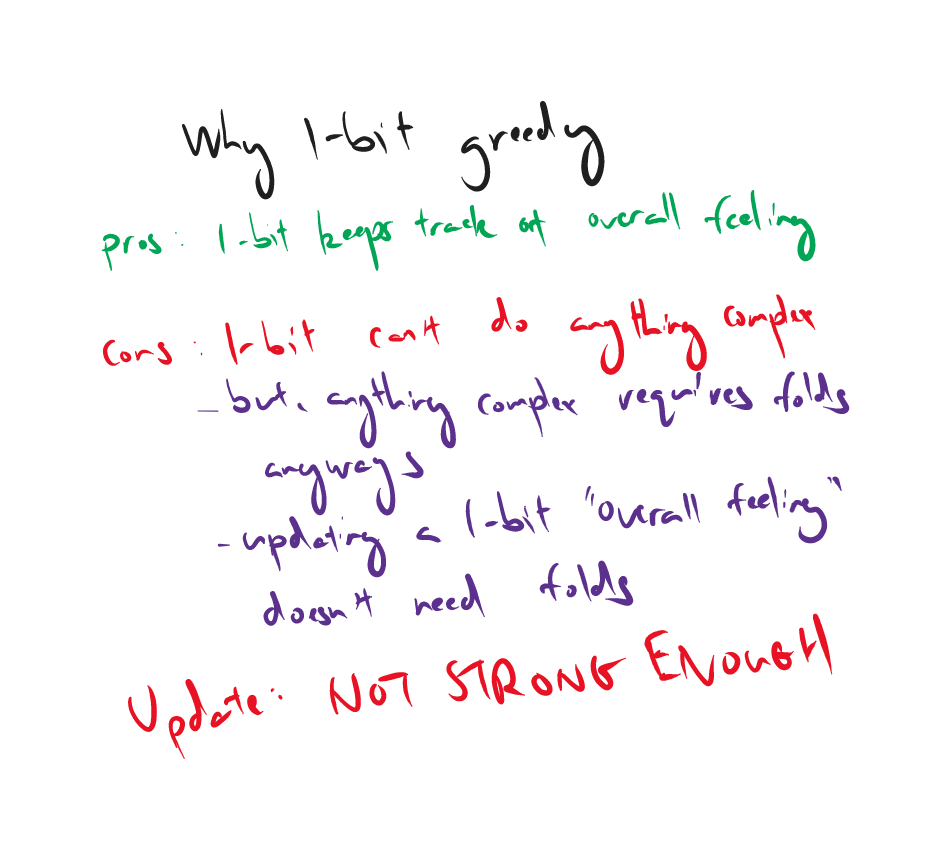 Why 1-bit greedy
pros: 1-bit keeps track of overall feeling
Cons: 1-bit can't do anything complex
- but, anything complex requires folds
anyways
- updating a 1-bit "overall feeling"
doesn't need folds
Update: NOT STRONG ENOUGH